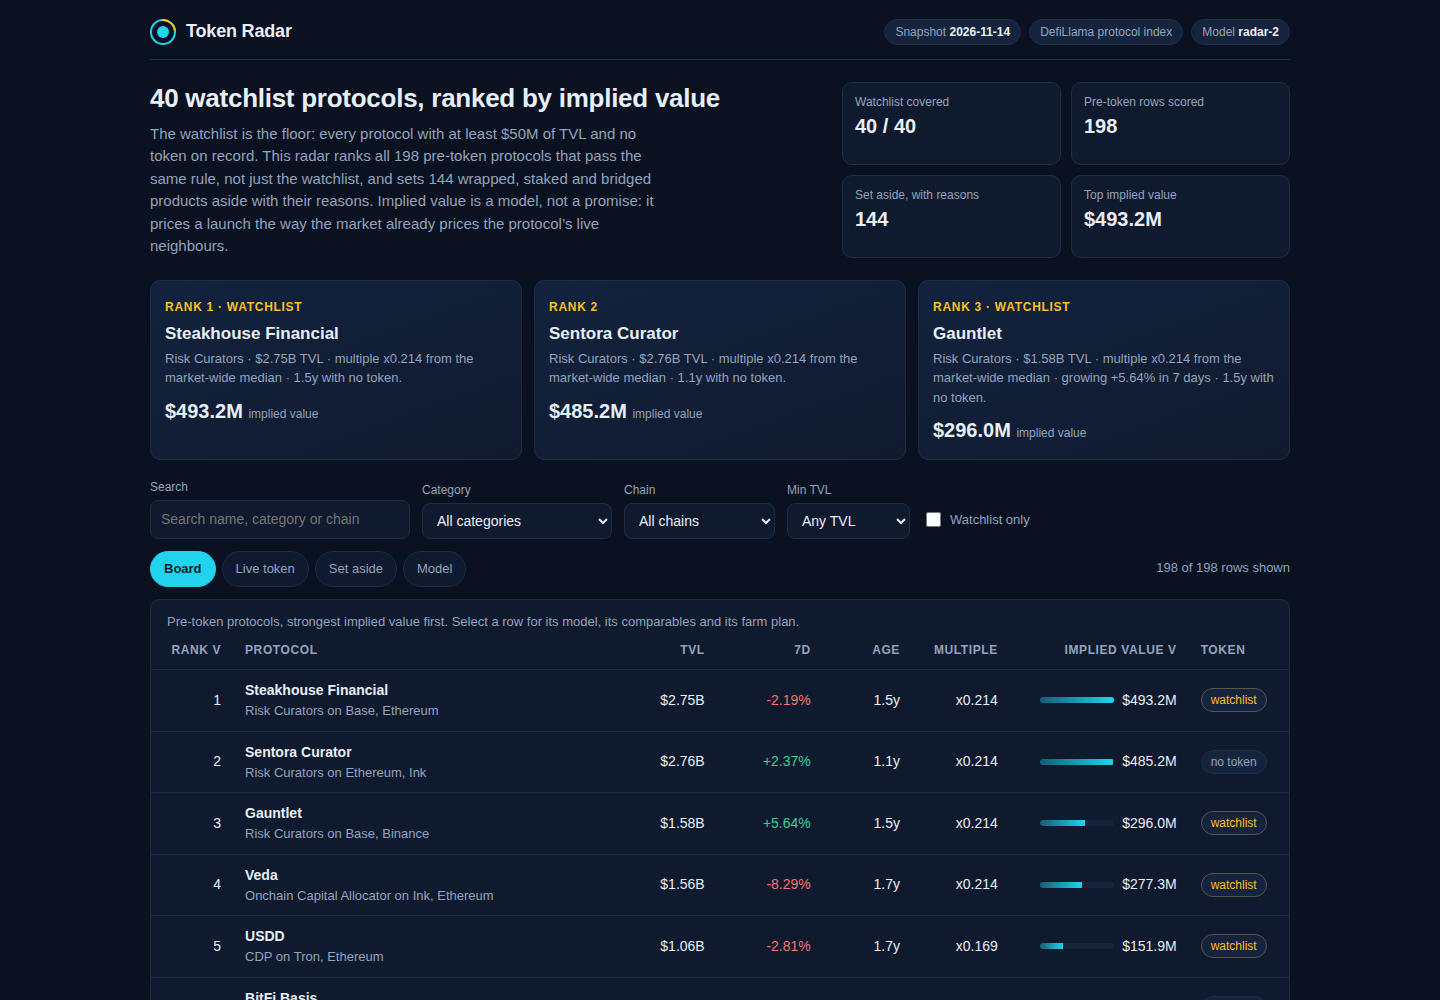 Token Radar
Snapshot 2026-11-14
DefiLlama protocol index
Model radar-2
40 watchlist protocols, ranked by implied value
The watchlist is the floor: every protocol with at least $50M of TVL and no
token on record. This radar ranks all 198 pre-token protocols that pass the
same rule, not just the watchlist, and sets 144 wrapped, staked and bridged
products aside with their reasons. Implied value is a model, not a promise: it
prices a launch the way the market already prices the protocol’s live
neighbours.
Watchlist covered
40 / 40
Pre-token rows scored
198
Set aside, with reasons
144
Top implied value
$493.2M
RANK 1 · WATCHLIST
Steakhouse Financial
Risk Curators · $2.75B TVL · multiple x0.214 from the
market-wide median · 1.5y with no token.
$493.2M implied value
RANK 2
Sentora Curator
Risk Curators · $2.76B TVL · multiple x0.214 from the
market-wide median · 1.1y with no token.
$485.2M implied value
RANK 3 · WATCHLIST
Gauntlet
Risk Curators · $1.58B TVL · multiple x0.214 from the
market-wide median · growing +5.64% in 7 days · 1.5y with
no token.
$296.0M implied value
Search
Search name, category or chain
Category
All categories
Chain
All chains
Min TVL
Any TVL
Watchlist only
Board
Live token
Set aside
Model
198 of 198 rows shown
Pre-token protocols, strongest implied value first. Select a row for its model, its comparables and its farm plan.
RANK V PROTOCOL TVL 7D AGE MULTIPLE IMPLIED VALUE V TOKEN
1 Steakhouse Financial $2.75B -2.19% 1.5y x0.214 $493.2M watchlist
Risk Curators on Base, Ethereum
2 Sentora Curator $2.76B +2.37% 1.1y x0.214 $485.2M no token
Risk Curators on Ethereum, Ink
3 Gauntlet $1.58B +5.64% 1.5y x0.214 $296.0M watchlist
Risk Curators on Base, Binance
4 Veda $1.56B -8.29% 1.7y x0.214 $277.3M watchlist
Onchain Capital Allocator on Ink, Ethereum
5 USDD $1.06B -2.81% 1.7y x0.169 $151.9M watchlist
CDP on Tron, Ethereum
BitFi Basis